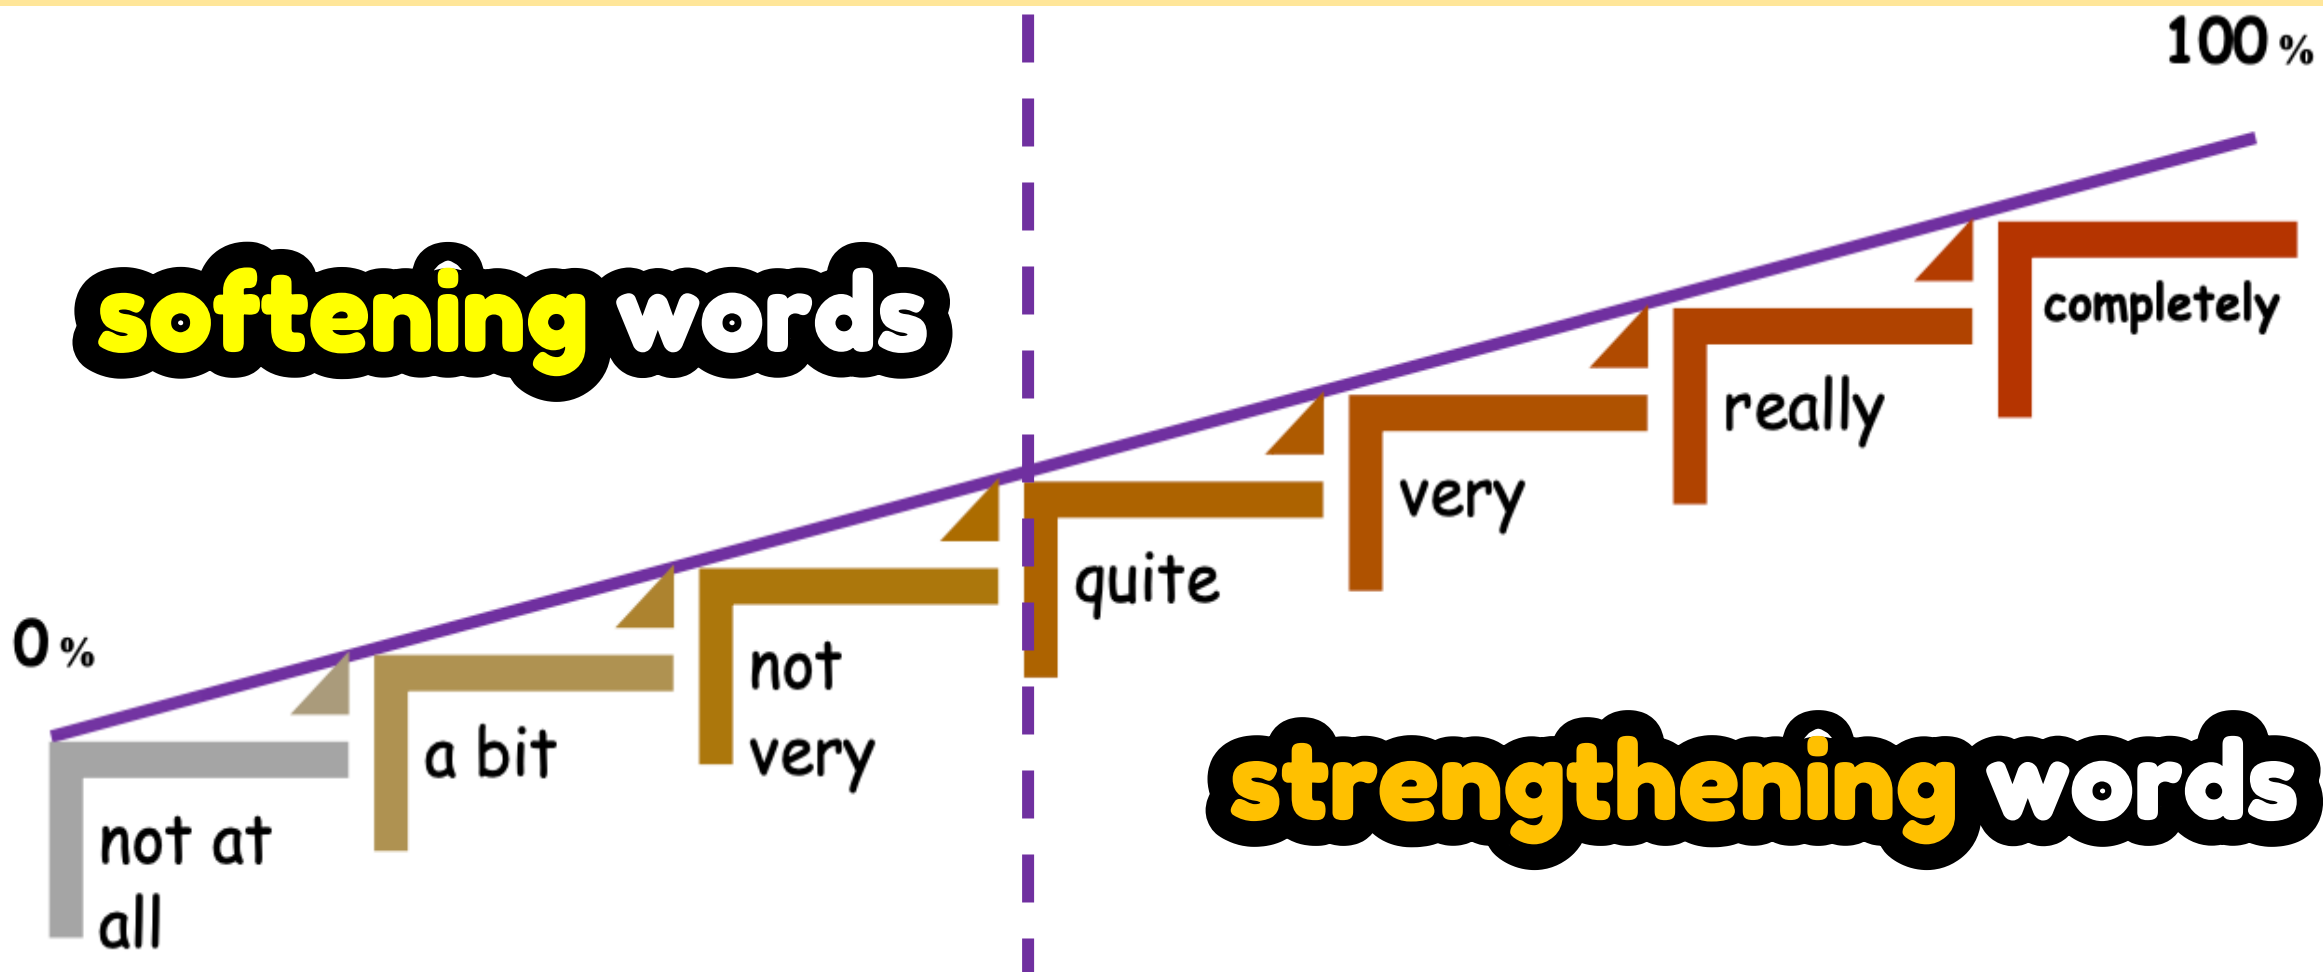 100 %
softening words
completely
really
very
quite
0 %
not
very
a bit
strengthening words
not at
all